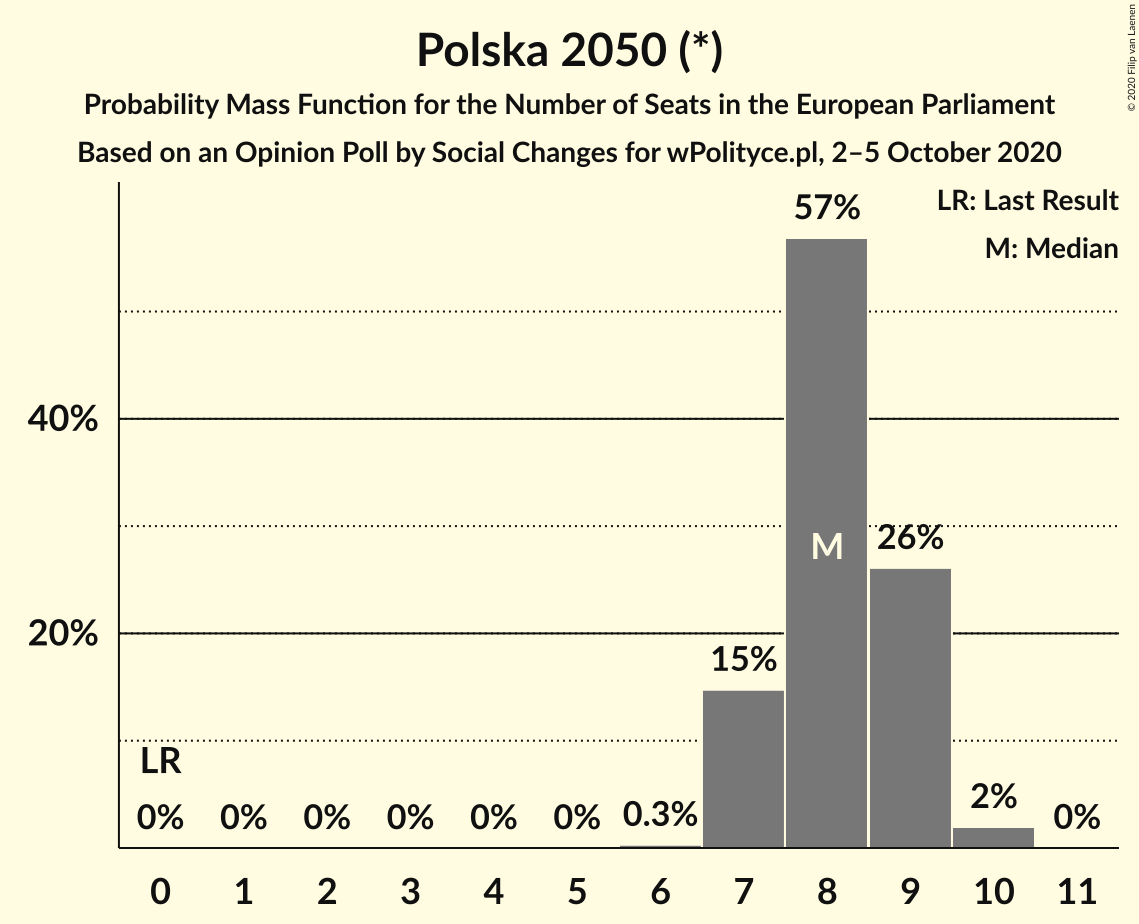 Polska 2050 (*)
Probability Mass Function for the Number of Seats in the European Parliament
Based on an Opinion Poll by Social Changes for wPolityce.pl, 2–5 October 2020
© 2020 Filip van Laenen
LR: Last Result
M: Median
57%
40%
M
26%
20%
15%
LR
0% 0% 0% 0% 0% 0% 0.3% 2% 0%
0 1 2 3 4 5 6 7 8 9 10 11